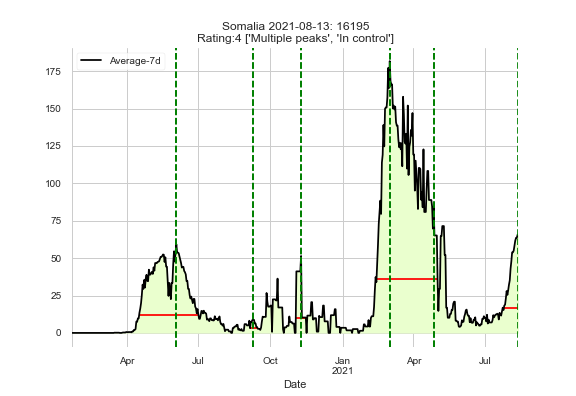 Somalia 2021-08-13: 16195
Rating:4 ['Multiple peaks', 'In control']
Average-7d
175
150
125
100
75
50
25
0
Apr
Jul
Oct
Jan
2021
Apr
Jul
Date